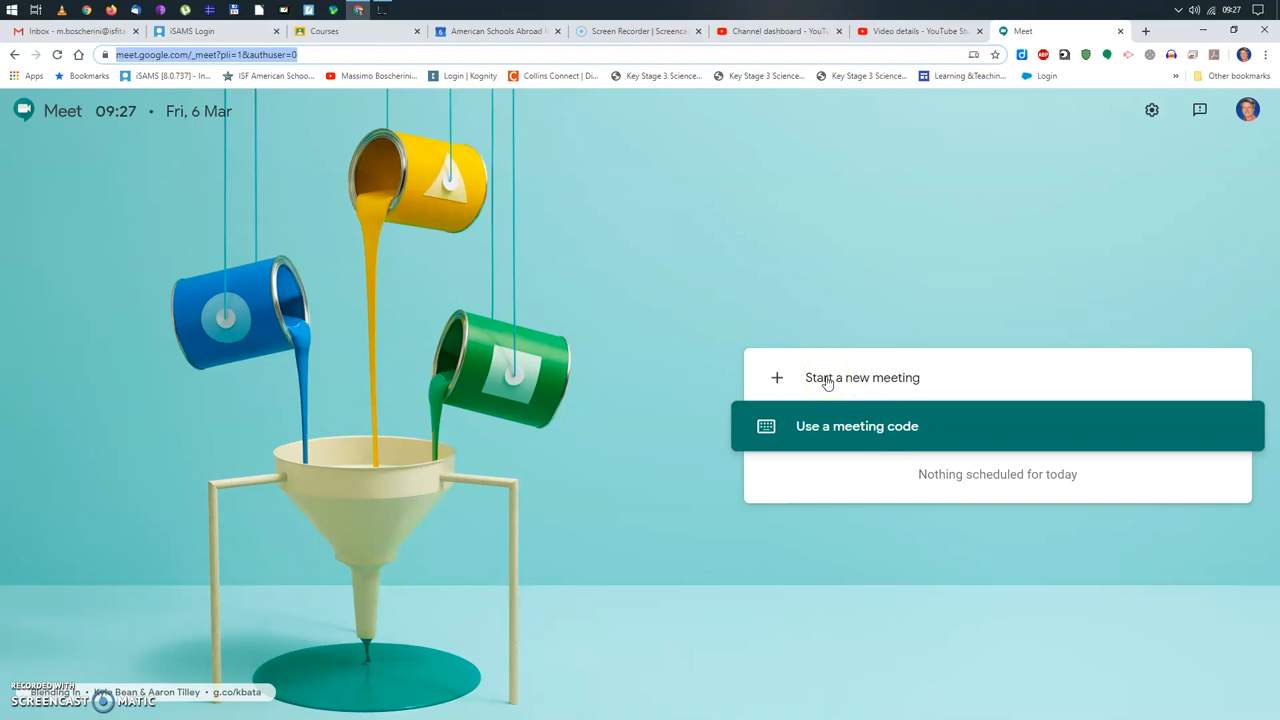 09:27
Inbox - m.boscherini@isfita
iSAMS Login
Courses
American Schools Abroad
Screen Recorder | Screenca
Channel dashboard - YouTu
Video details - YouTube Stu
Meet
meet.google.com/_meet?pli=1&authuser=0
Apps
Bookmarks
iSAMS [8.0.737] - In...
ISF American Schoo...
Massimo Boscherini...
Login | Kognity
Collins Connect | Di...
Key Stage 3 Science...
Key Stage 3 Science...
Key Stage 3 Science...
Learning &Teachin...
Login
»
Other bookmarks
Meet 09:27 • Fri, 6 Mar
Start a new meeting
Use a meeting code
Nothing scheduled for today
Blending in • Kyle Bean & Aaron Tilley • g.co/kbata
RECORDED WITH
SCREENCAST MATIC